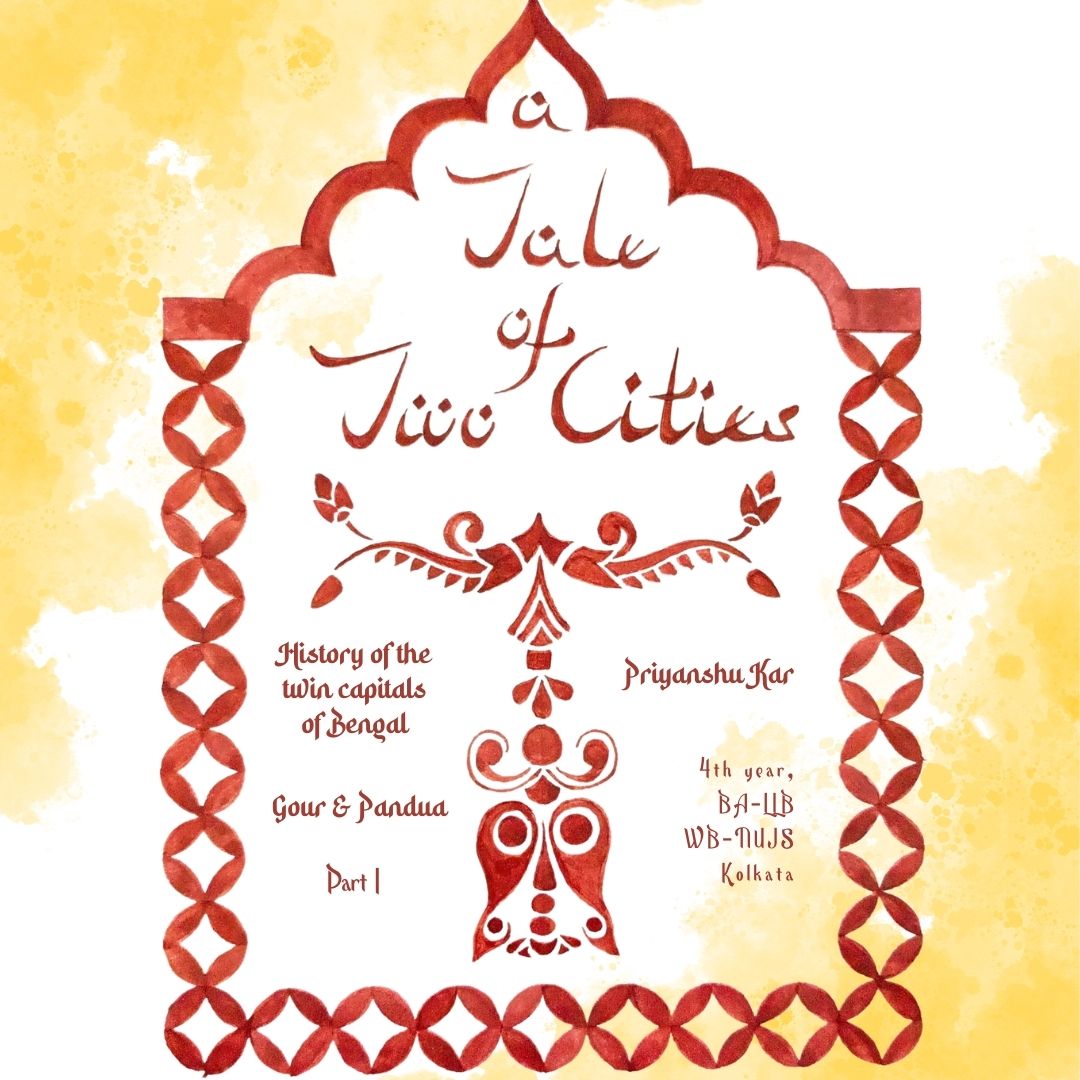 a
Tale
of
Two Cities
History of the
twin capitals
of Bengal
Gour & Pandua
Part I
Priyanshu Kar
4th year,
BA-LLB
WB-NUJS
Kolkata